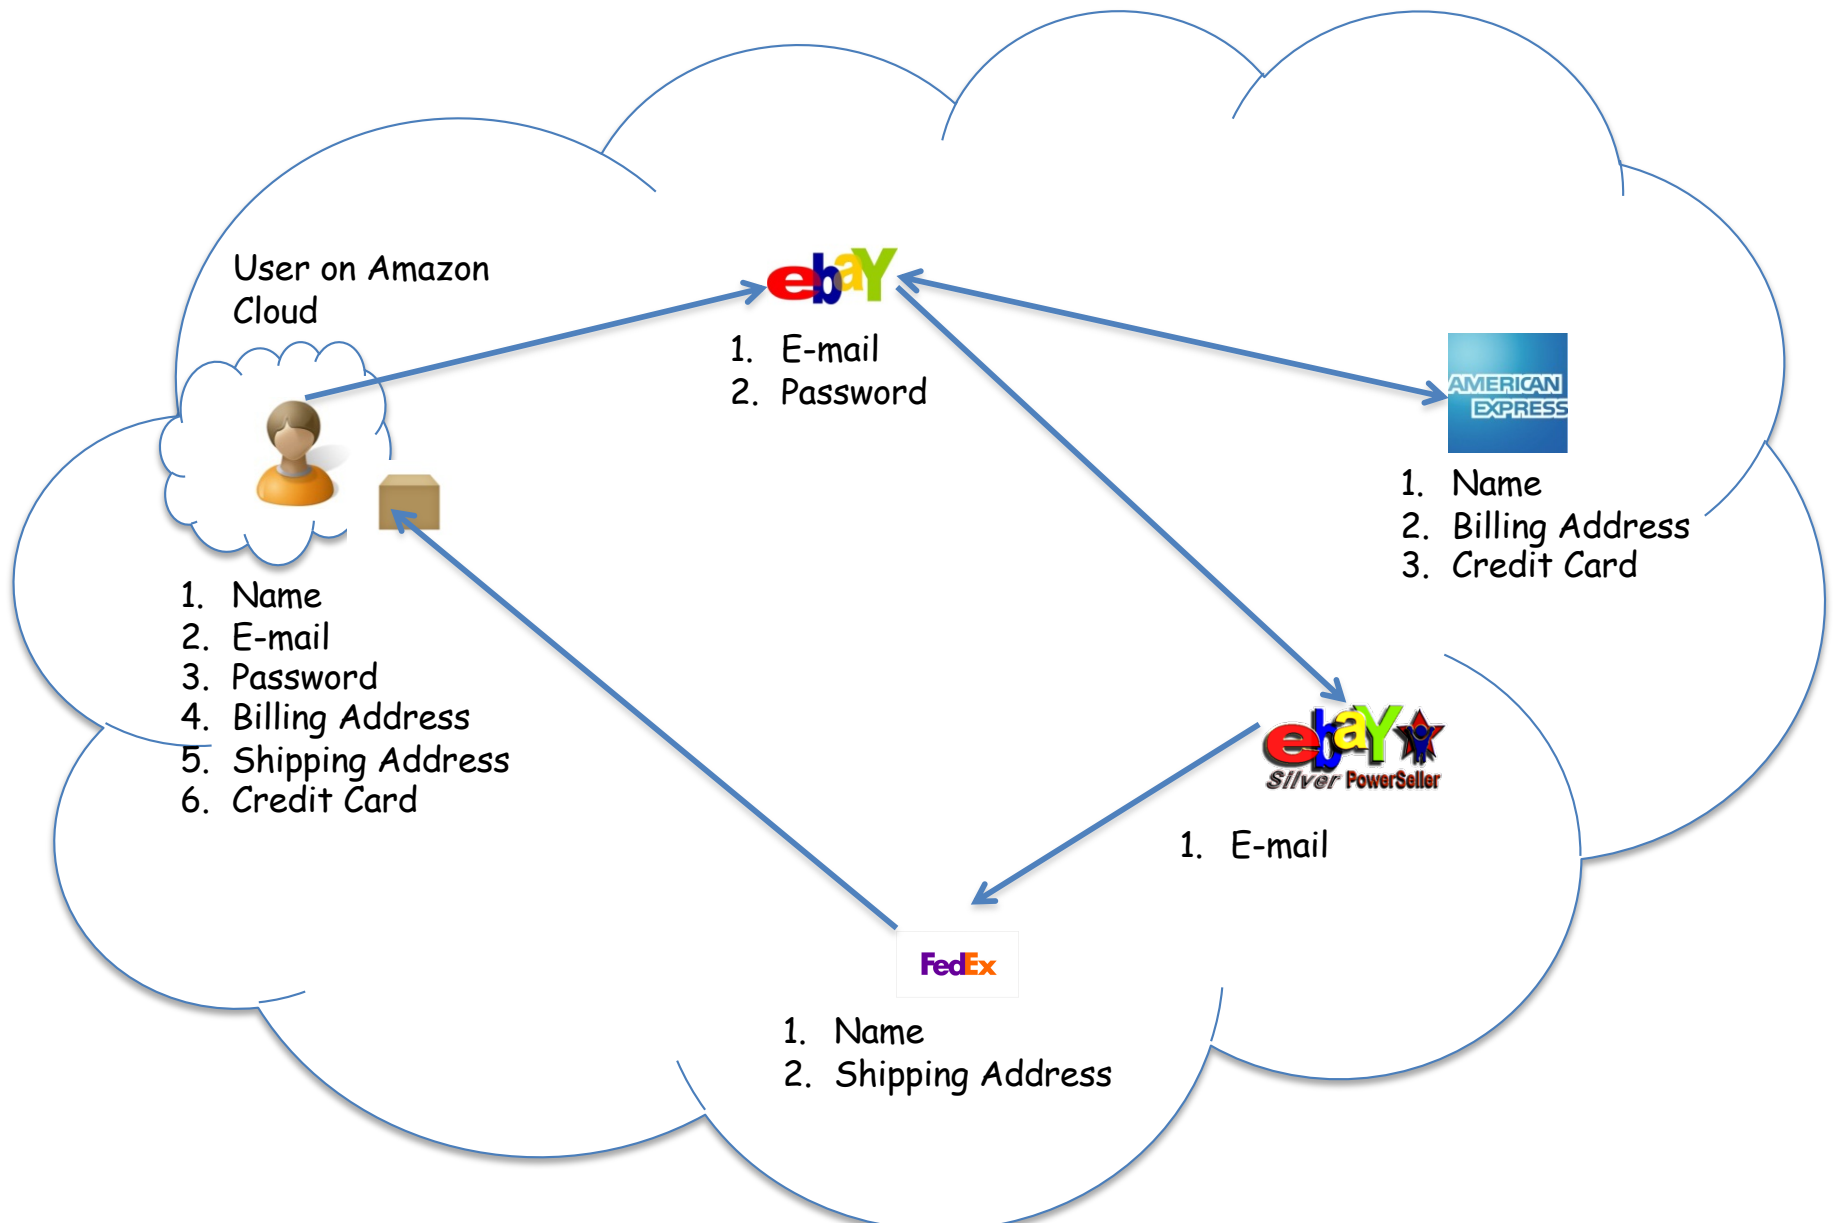 User on Amazon
Cloud
ebaY
1. E-mail
2. Password
AMERICAN
EXPRESS
1. Name
2. Billing Address
3. Credit Card
1. Name
2. E-mail
3. Password
4. Billing Address
5. Shipping Address
6. Credit Card
ebaY
Silver PowerSeller
1. E-mail
FedEx
1. Name
2. Shipping Address